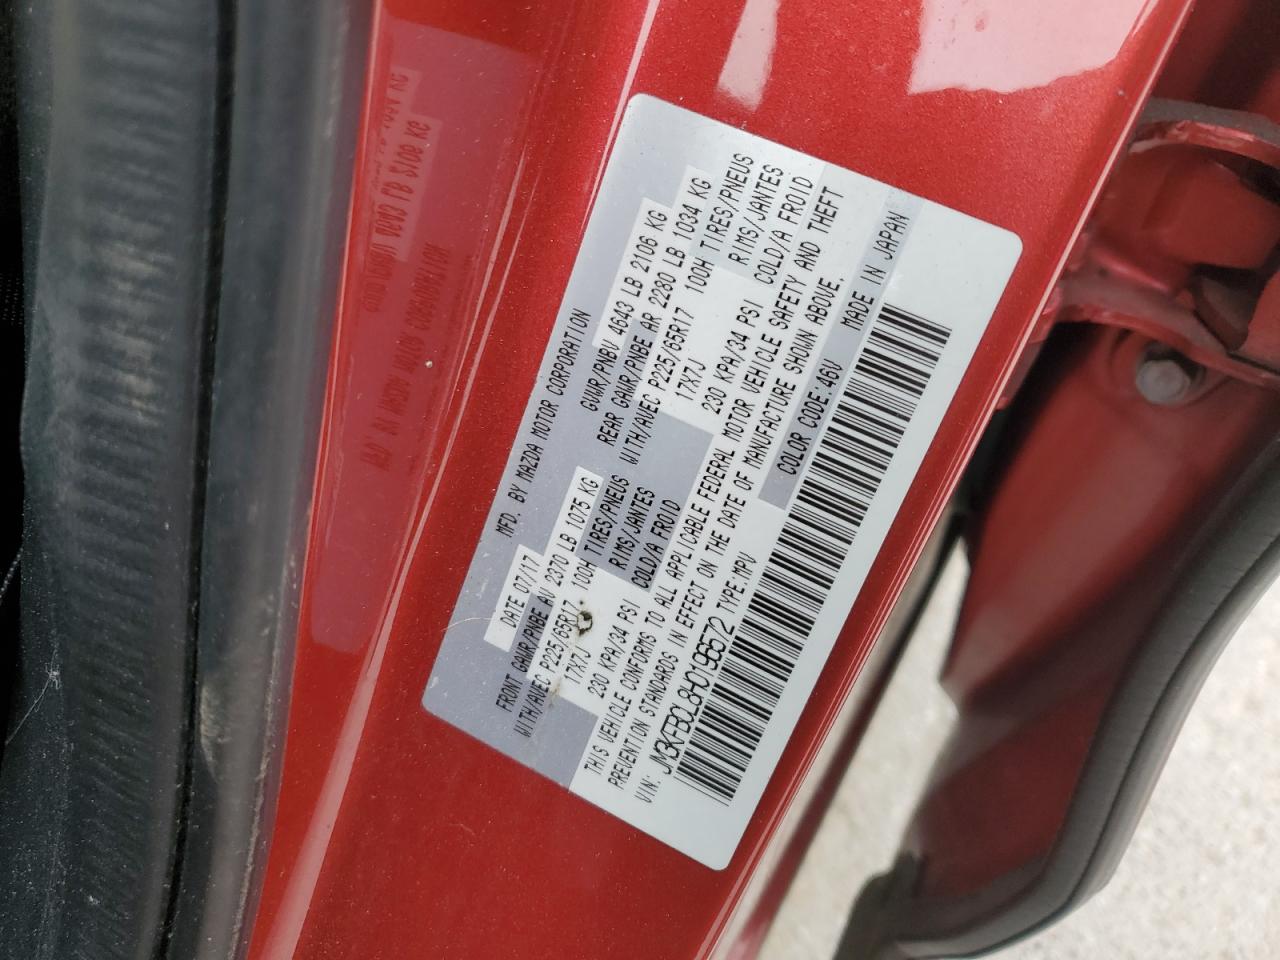 MFD. BY MAZDA MOTOR CORPORATION
DATE 07/17 GVWR/PNBV 4643 LB 2106 KG
FRONT GAWR/PNBE AV 2370 LB 1075 KG REAR GAWR/PNBE AR 2280 LB 1034 KG
WITH/AVEC P225/65R17 100H TIRES/PNEUS WITH/AVEC P225/65R17 100H TIRES/PNEUS
17X7J RIMS/JANTES 17X7J RIMS/JANTES
230 KPA/34 PSI COLD/A FROID 230 KPA/34 PSI COLD/A FROID
THIS VEHICLE CONFORMS TO ALL APPLICABLE FEDERAL MOTOR VEHICLE SAFETY AND THEFT
PREVENTION STANDARDS IN EFFECT ON THE DATE OF MANUFACTURE SHOWN ABOVE.
VIN: JM3KFBDL8H0196572 TYPE:MPV COLOR CODE.46V MADE IN JAPAN